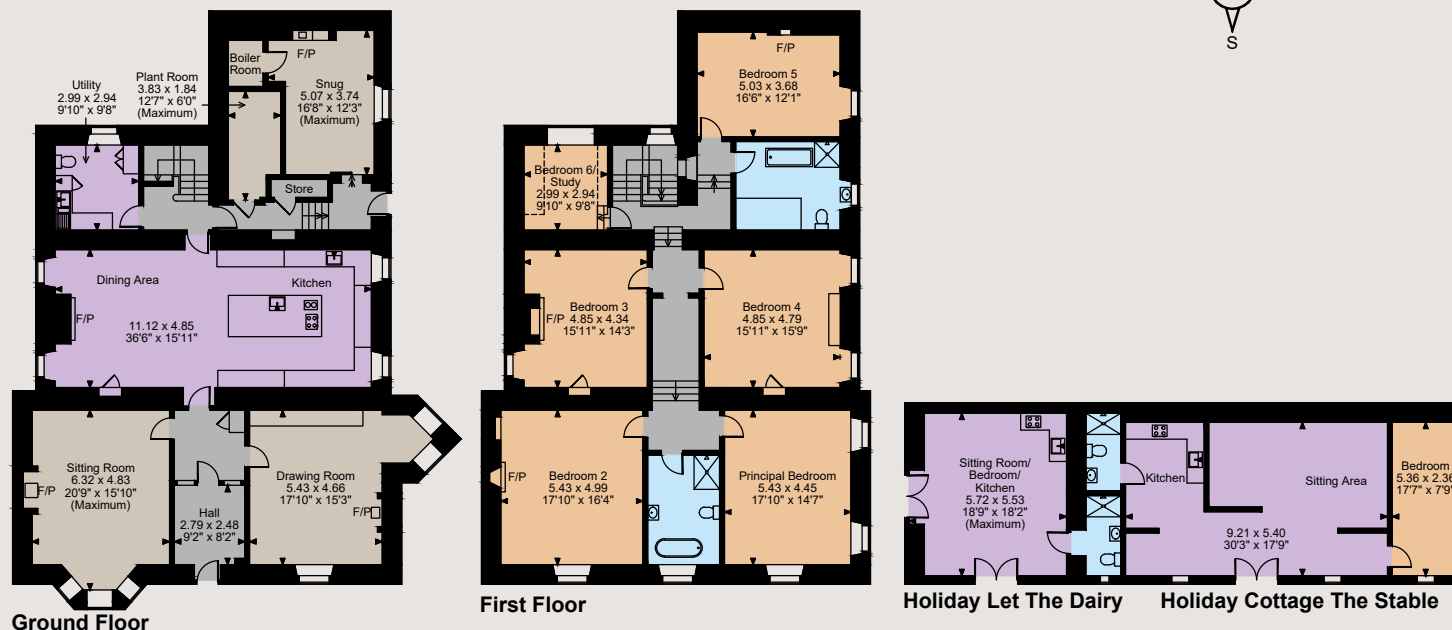 S
Utility
2.99 x 2.94
9'10" x 9'8"
Plant Room
3.83 x 1.84
12'7" x 6'0"
(Maximum)
Boiler
Room
F/P
Snug
5.07 x 3.74
16'8" x 12'3"
(Maximum)
Store
Dining Area
Kitchen
F/P
11.12 x 4.85
36'6" x 15'11"
Sitting Room
6.32 x 4.83
20'9" x 15'10"
(Maximum)
F/P
Hall
2.79 x 2.48
9'2" x 8'2"
Drawing Room
5.43 x 4.66
17'10" x 15'3"
F/P
Ground Floor
F/P
Bedroom 5
5.03 x 3.68
16'6" x 12'1"
Bedroom 6/
Study
2.99 x 2.94
9'10" x 9'8"
Bedroom 3
4.85 x 4.34
15'11" x 14'3"
F/P
Bedroom 4
4.85 x 4.79
15'11" x 15'9"
F/P
Bedroom 2
5.43 x 4.99
17'10" x 16'4"
Principal Bedroom
5.43 x 4.45
17'10" x 14'7"
First Floor
Sitting Room/
Bedroom/
Kitchen
5.72 x 5.53
18'9" x 18'2"
(Maximum)
Holiday Let The Dairy
Kitchen
Sitting Area
9.21 x 5.40
30'3" x 17'9"
Bedroom
5.36 x 2.36
17'7" x 7'9"
Holiday Cottage The Stable